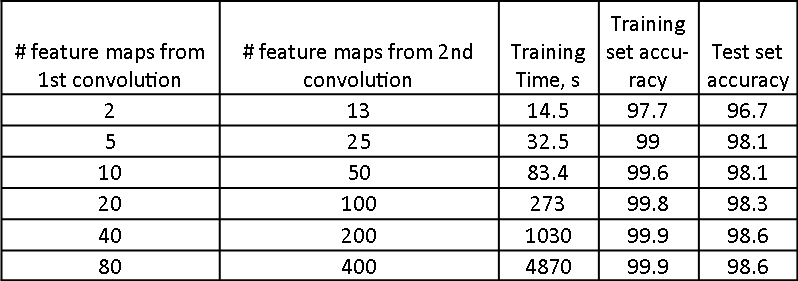 # feature maps from 1st convolution | # feature maps from 2nd convolution | Training Time, s | Training set accu-racy | Test set accuracy
2 | 13 | 14.5 | 97.7 | 96.7
5 | 25 | 32.5 | 99 | 98.1
10 | 50 | 83.4 | 99.6 | 98.1
20 | 100 | 273 | 99.8 | 98.3
40 | 200 | 1030 | 99.9 | 98.6
80 | 400 | 4870 | 99.9 | 98.6